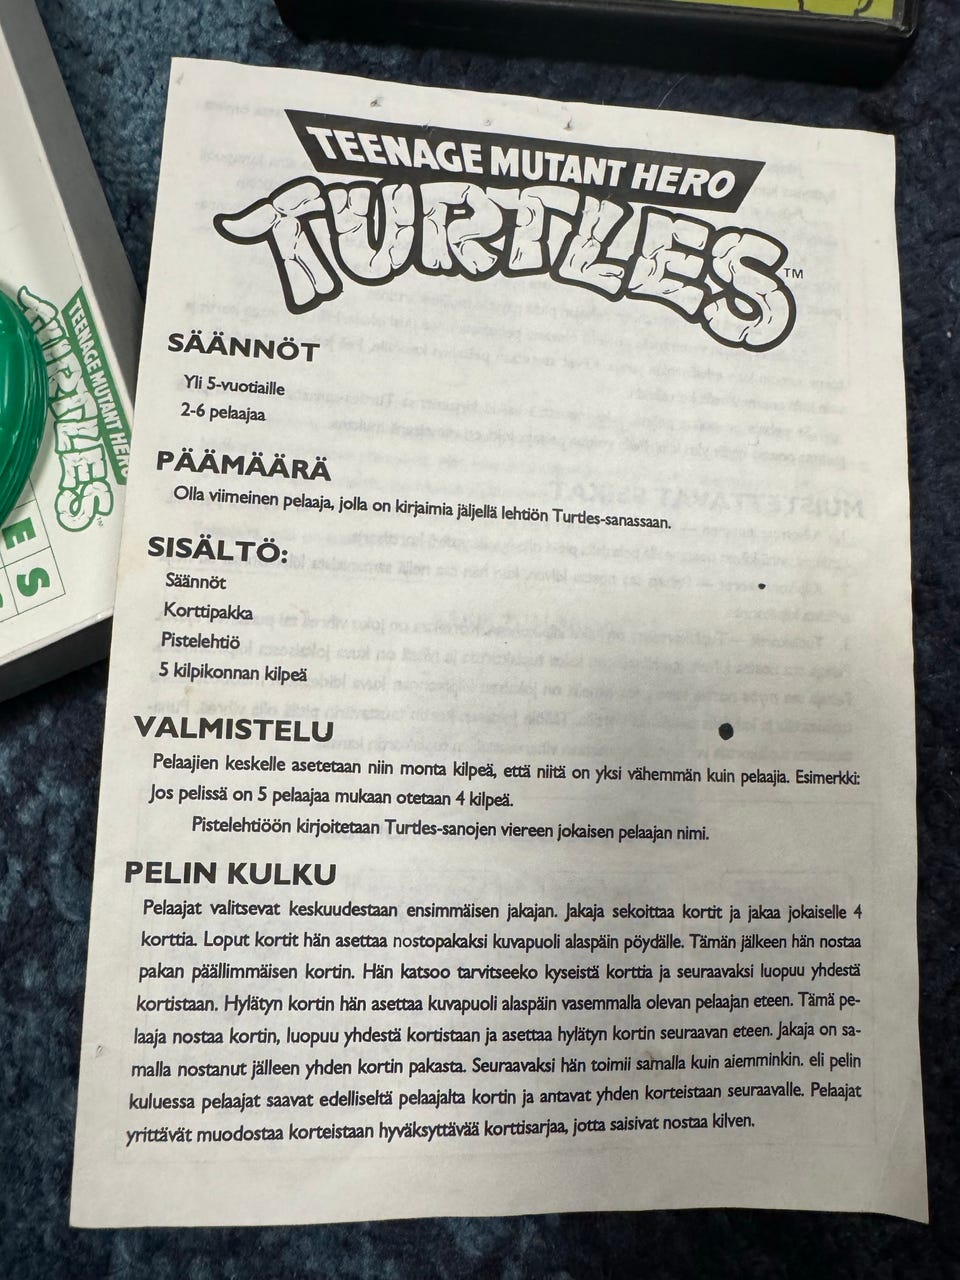 TEENAGE MUTANT HERO
TURTLES™
SÄÄNNÖT
Yli 5-vuotiaille
2-6 pelaajaa
PÄÄMÄÄRÄ
Olla viimeinen pelaaja, jolla on kirjaimia jäljellä lehtiön Turtles-sanassaan.
SISÄLTÖ:
Säännöt
Korttipakka
Pistelehtiö
5 kilpikonnan kilpeä
VALMISTELU
Pelaajien keskelle asetetaan niin monta kilpeä, että niitä on yksi vähemmän kuin pelaajia. Esimerkki:
Jos pelissä on 5 pelaajaa mukaan otetaan 4 kilpeä.
Pistelehtiöön kirjoitetaan Turtles-sanojen viereen jokaisen pelaajan nimi.
PELIN KULKU
Pelaajat valitsevat keskuudestaan ensimmäisen jakajan. Jakaja sekoittaa kortit ja jakaa jokaiselle 4
korttia. Loput kortit hän asettaa nostopakaksi kuvapuoli alaspäin pöydälle. Tämän jälkeen hän nostaa
pakan päällimmäisen kortin. Hän katsoo tarvitseeko kyseistä korttia ja seuraavaksi luopuu yhdestä
kortistaan. Hylätyn kortin hän asettaa kuvapuoli alaspäin vasemmalla olevan pelaajan eteen. Tämä pe-
laaja nostaa kortin, luopuu yhdestä kortistaan ja asettaa hylätyn kortin seuraavan eteen. Jakaja on sa-
malla nostanut jälleen yhden kortin pakasta. Seuraavaksi hän toimii samalla kuin aiemminkin. eli pelin
kuluessa pelaajat saavat edelliseltä pelaajalta kortin ja antavat yhden korteistaan seuraavalle. Pelaajat
yrittävät muodostaa korteistaan hyväksyttävää korttisarjaa, jotta saisivat nostaa kilven.
TEENAGE MUTANT HERO
TURTLES
E
S